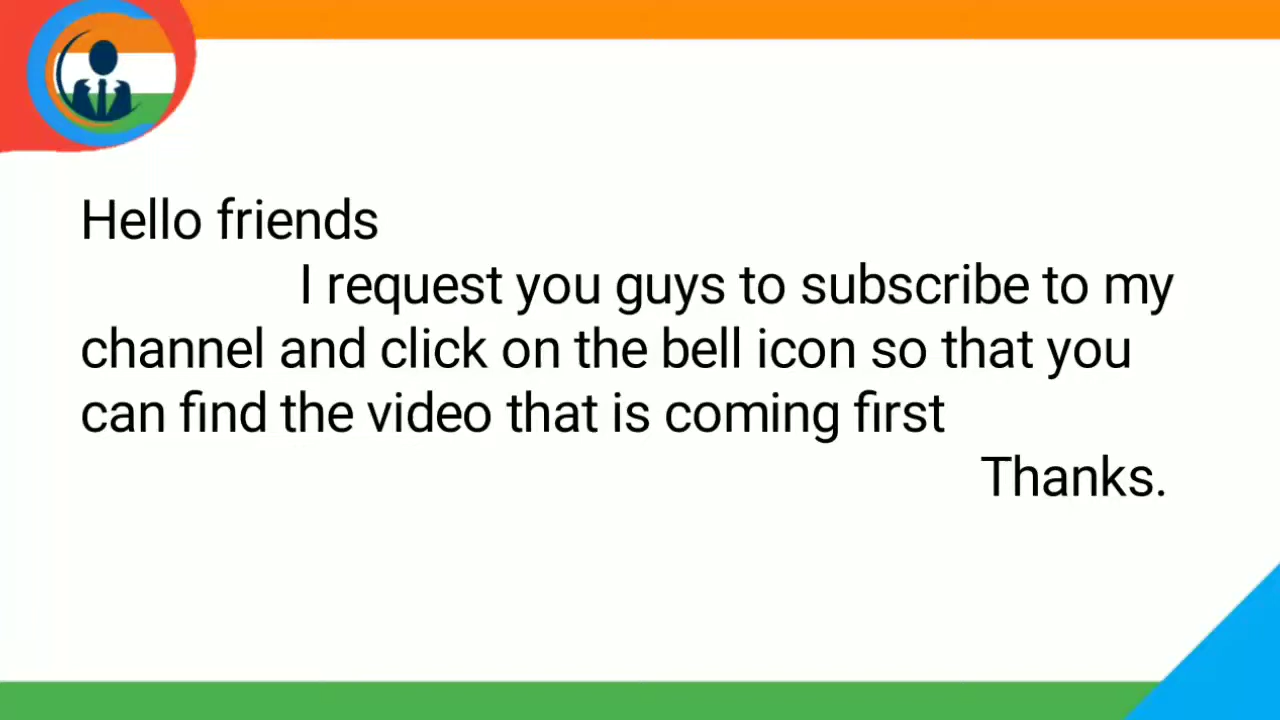 Hello friends
I request you guys to subscribe to my
channel and click on the bell icon so that you
can find the video that is coming first
Thanks.